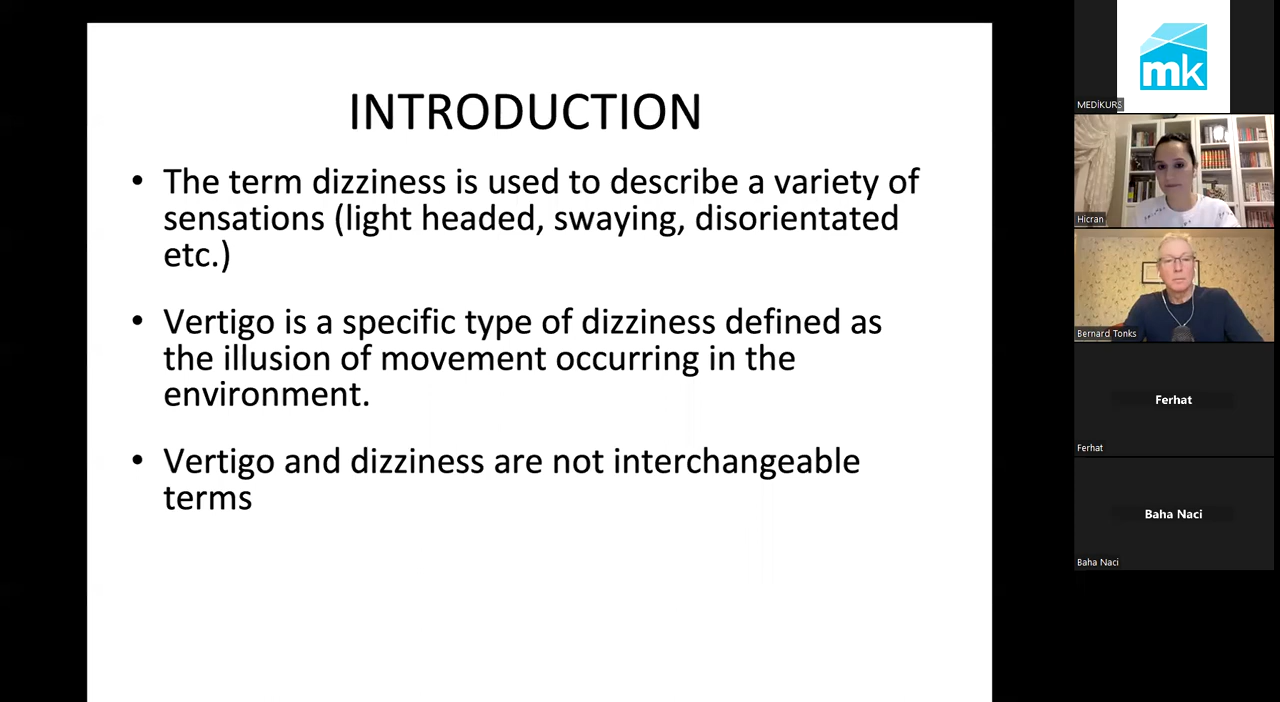 INTRODUCTION
• The term dizziness is used to describe a variety of
sensations (light headed, swaying, disorientated
etc.)
• Vertigo is a specific type of dizziness defined as
the illusion of movement occurring in the
environment.
• Vertigo and dizziness are not interchangeable
terms
mk
MEDİKURS
Hicran
Bernard Tonks
Ferhat
Ferhat
Baha Naci
Baha Naci